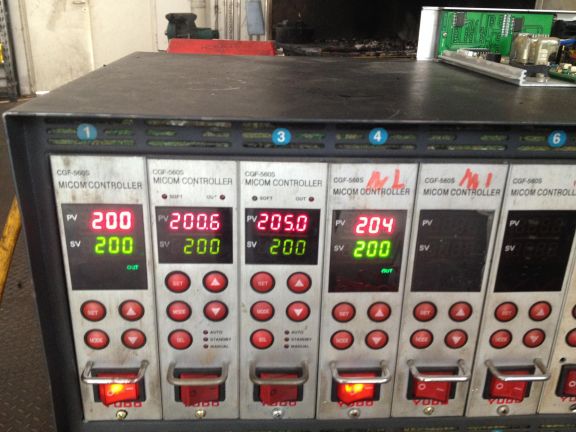 1
CGF-560S
MICOM CONTROLLER
PV 200
SV 200
OUT
SET
MODE
YUDO
CGF-560S
MICOM CONTROLLER
SOFT OUT
200.6
200
SET
MODE
SEL
AUTO
STANDBY
MANUAL
YUDO
3
CGF-560S
MICOM CONTROLLER
SOFT OUT
205.0
200
SET
MODE
SEL
AUTO
STANDBY
MANUAL
YUDO
4
CGF-560S
NL
MICOM CONTROLLER
PV 204
SV 200
OUT
SET
MODE
YUDO
CGF-560S
M1
MICOM CONTROLLER
PV
SV
SET
MODE
YUDO
6
CGF-560S
MICOM CONTROLLER
PV
SV
SET
MODE
YUDO